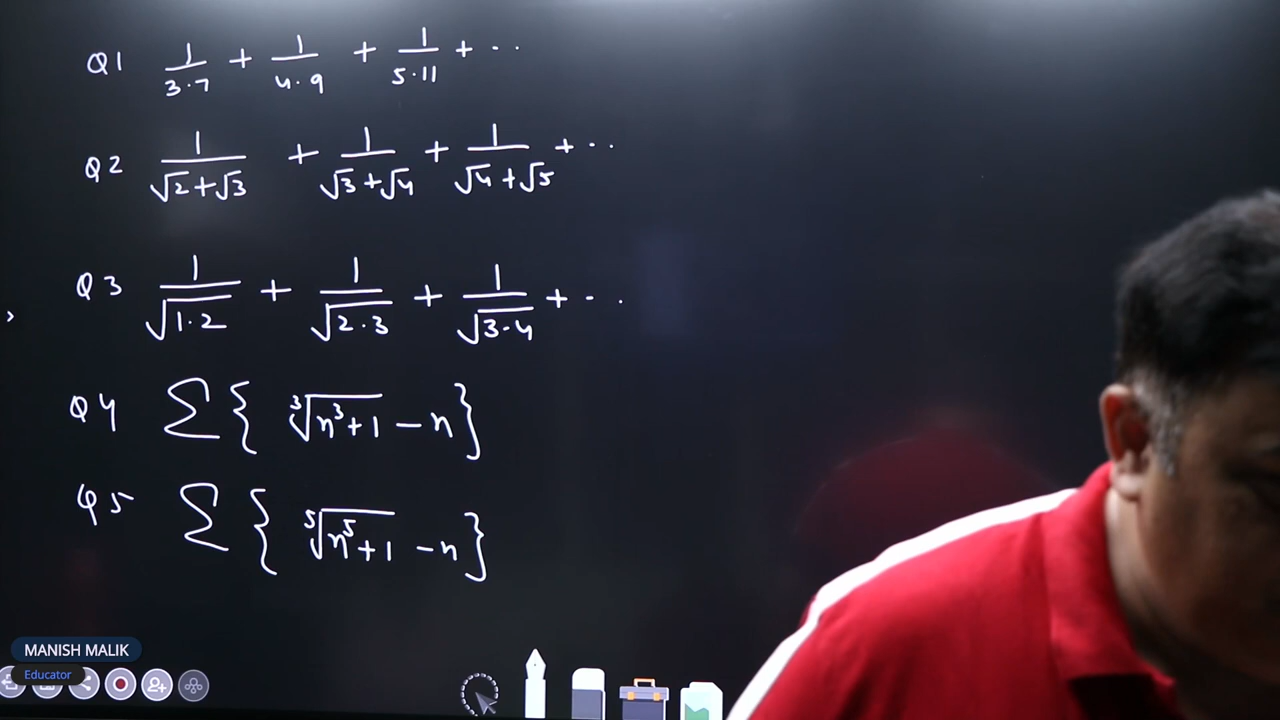 Q1 1/(3·7) + 1/(4·9) + 1/(5·11) + ...
Q2 1/(√2+√3) + 1/(√3+√4) + 1/(√4+√5) + ...
Q3 1/√(1·2) + 1/√(2·3) + 1/√(3·4) + ...
Q4 Σ{ ∛(n³+1) − n }
Q5 Σ{ ⁵√(n⁵+1) − n }
MANISH MALIK
Educator